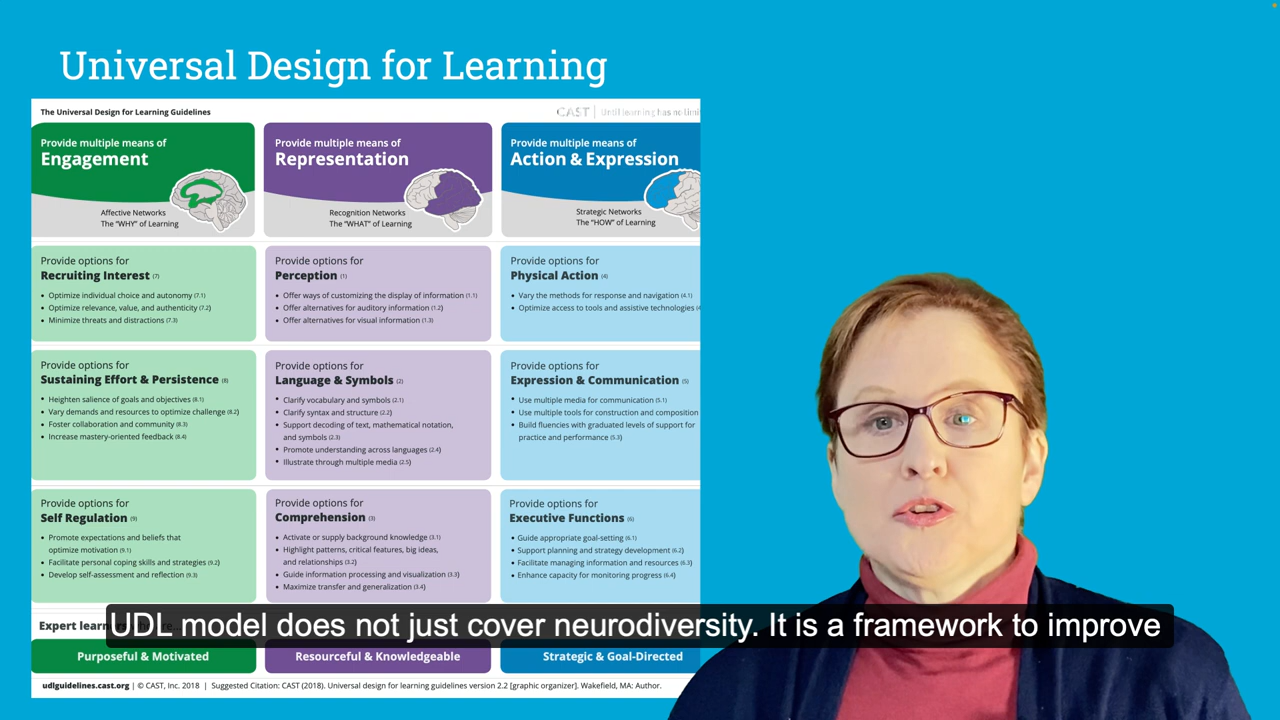 Universal Design for Learning
The Universal Design for Learning Guidelines
CAST | Until learning has no
Provide multiple means of
Engagement
Affective Networks
The “WHY” of Learning
Provide multiple means of
Representation
Recognition Networks
The “WHAT” of Learning
Provide multiple means of
Action & Expression
Strategic Networks
The “HOW” of Learning
Provide options for
Recruiting Interest (7)
• Optimize individual choice and autonomy (7.1)
• Optimize relevance, value, and authenticity (7.2)
• Minimize threats and distractions (7.3)
Provide options for
Perception (1)
• Offer ways of customizing the display of information (1.1)
• Offer alternatives for auditory information (1.2)
• Offer alternatives for visual information (1.3)
Provide options for
Physical Action (4)
• Vary the methods for response and navigation (4.1)
• Optimize access to tools and assistive technologies
Provide options for
Sustaining Effort & Persistence (8)
• Heighten salience of goals and objectives (8.1)
• Vary demands and resources to optimize challenge (8.2)
• Foster collaboration and community (8.3)
• Increase mastery-oriented feedback (8.4)
Provide options for
Language & Symbols (2)
• Clarify vocabulary and symbols (2.1)
• Clarify syntax and structure (2.2)
• Support decoding of text, mathematical notation,
and symbols (2.3)
• Promote understanding across languages (2.4)
• Illustrate through multiple media (2.5)
Provide options for
Expression & Communication (5)
• Use multiple media for communication (5.1)
• Use multiple tools for construction and composition
• Build fluencies with graduated levels of support for
practice and performance (5.3)
Provide options for
Self Regulation (9)
• Promote expectations and beliefs that
optimize motivation (9.1)
• Facilitate personal coping skills and strategies (9.2)
• Develop self-assessment and reflection (9.3)
Provide options for
Comprehension (3)
• Activate or supply background knowledge (3.1)
• Highlight patterns, critical features, big ideas,
and relationships (3.2)
• Guide information processing and visualization (3.3)
• Maximize transfer and generalization (3.4)
Provide options for
Executive Functions (6)
• Guide appropriate goal-setting (6.1)
• Support planning and strategy development (6.2)
• Facilitate managing information and resources (6.3)
• Enhance capacity for monitoring progress (6.4)
Expert
UDL model does not just cover neurodiversity. It is a framework to improve
Purposeful & Motivated
Resourceful & Knowledgeable
Strategic & Goal-Directed
udlguidelines.cast.org | © CAST, Inc. 2018 | Suggested Citation: CAST (2018). Universal design for learning guidelines version 2.2 [graphic organizer]. Wakefield, MA: Author.